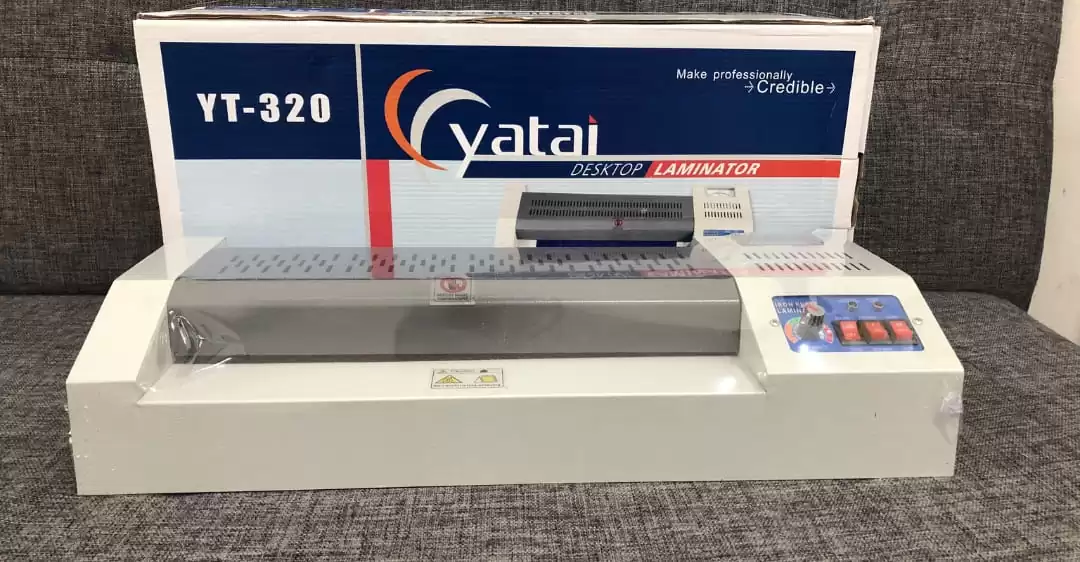 YT-320
Make professionally
Credible
yatai
DESKTOP LAMINATOR